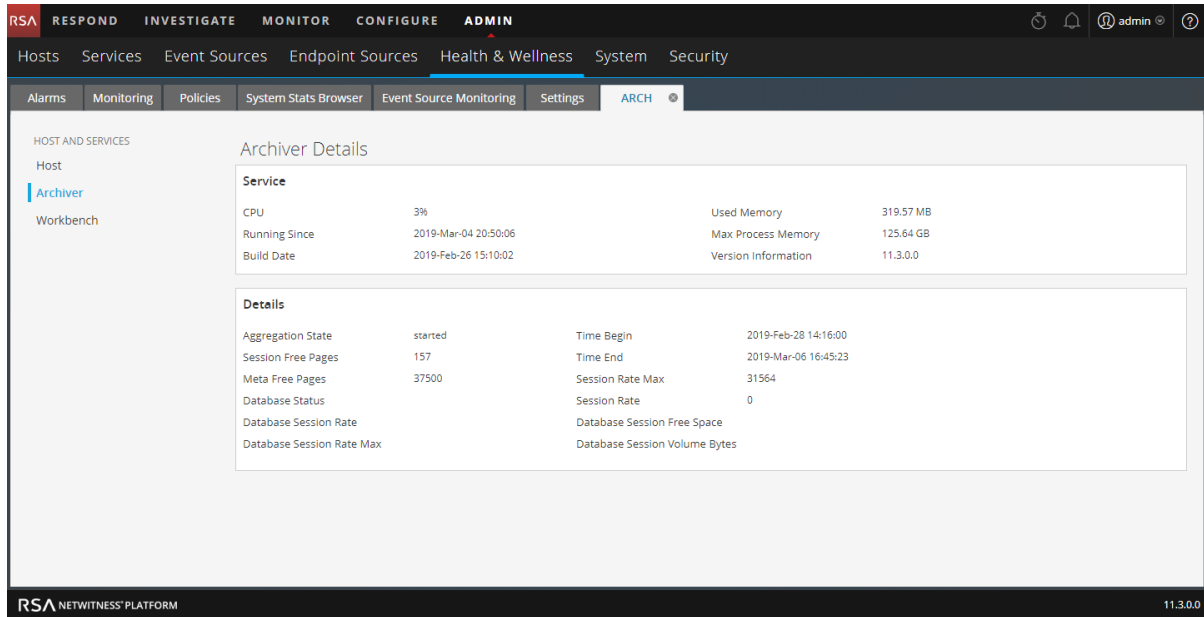 RSA RESPOND INVESTIGATE MONITOR CONFIGURE ADMIN admin
Hosts Services Event Sources Endpoint Sources Health & Wellness System Security
Alarms Monitoring Policies System Stats Browser Event Source Monitoring Settings ARCH
HOST AND SERVICES
Host
Archiver
Workbench
Archiver Details
Service
CPU 3% Used Memory 319.57 MB
Running Since 2019-Mar-04 20:50:06 Max Process Memory 125.64 GB
Build Date 2019-Feb-26 15:10:02 Version Information 11.3.0.0
Details
Aggregation State started Time Begin 2019-Feb-28 14:16:00
Session Free Pages 157 Time End 2019-Mar-06 16:45:23
Meta Free Pages 37500 Session Rate Max 31564
Database Status Session Rate 0
Database Session Rate Database Session Free Space
Database Session Rate Max Database Session Volume Bytes
RSA NETWITNESS® PLATFORM 11.3.0.0